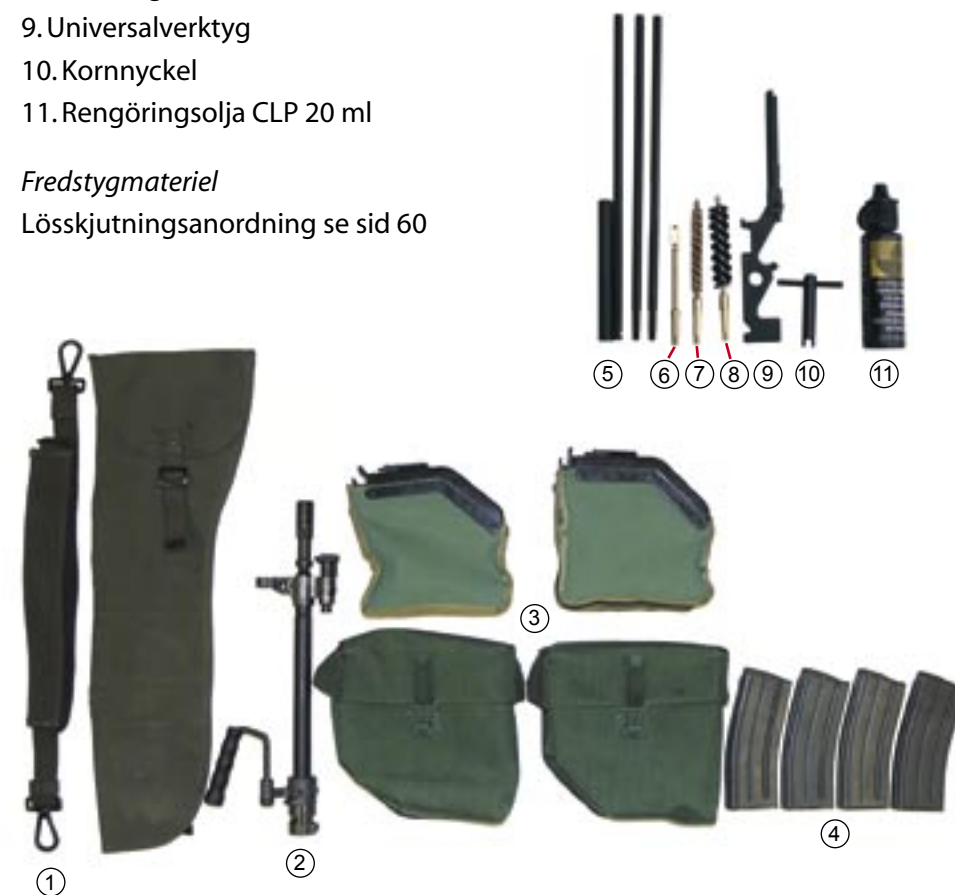 9. Universalverktyg
10. Kornnyckel
11. Rengöringsolja CLP 20 ml
Fredstygmateriel
Lösskjutningsanordning se sid 60
5 6 7 8 9 10 11
3
4
2
1